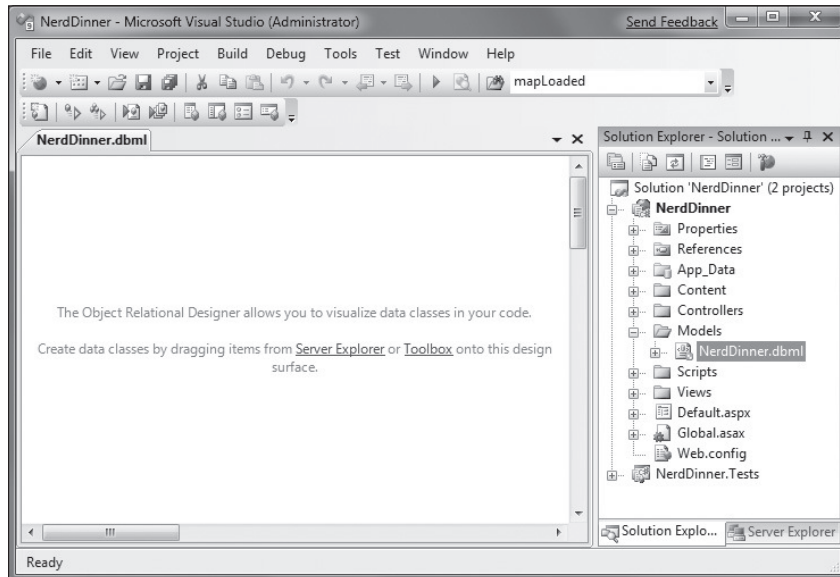 NerdDinner - Microsoft Visual Studio (Administrator)
Send Feedback
File Edit View Project Build Debug Tools Test Window Help
mapLoaded
NerdDinner.dbml
The Object Relational Designer allows you to visualize data classes in your code.
Create data classes by dragging items from Server Explorer or Toolbox onto this design
surface.
Solution Explorer - Solution ...
Solution 'NerdDinner' (2 projects)
NerdDinner
Properties
References
App_Data
Content
Controllers
Models
NerdDinner.dbml
Scripts
Views
Default.aspx
Global.asax
Web.config
NerdDinner.Tests
Solution Explo...
Server Explorer
Ready